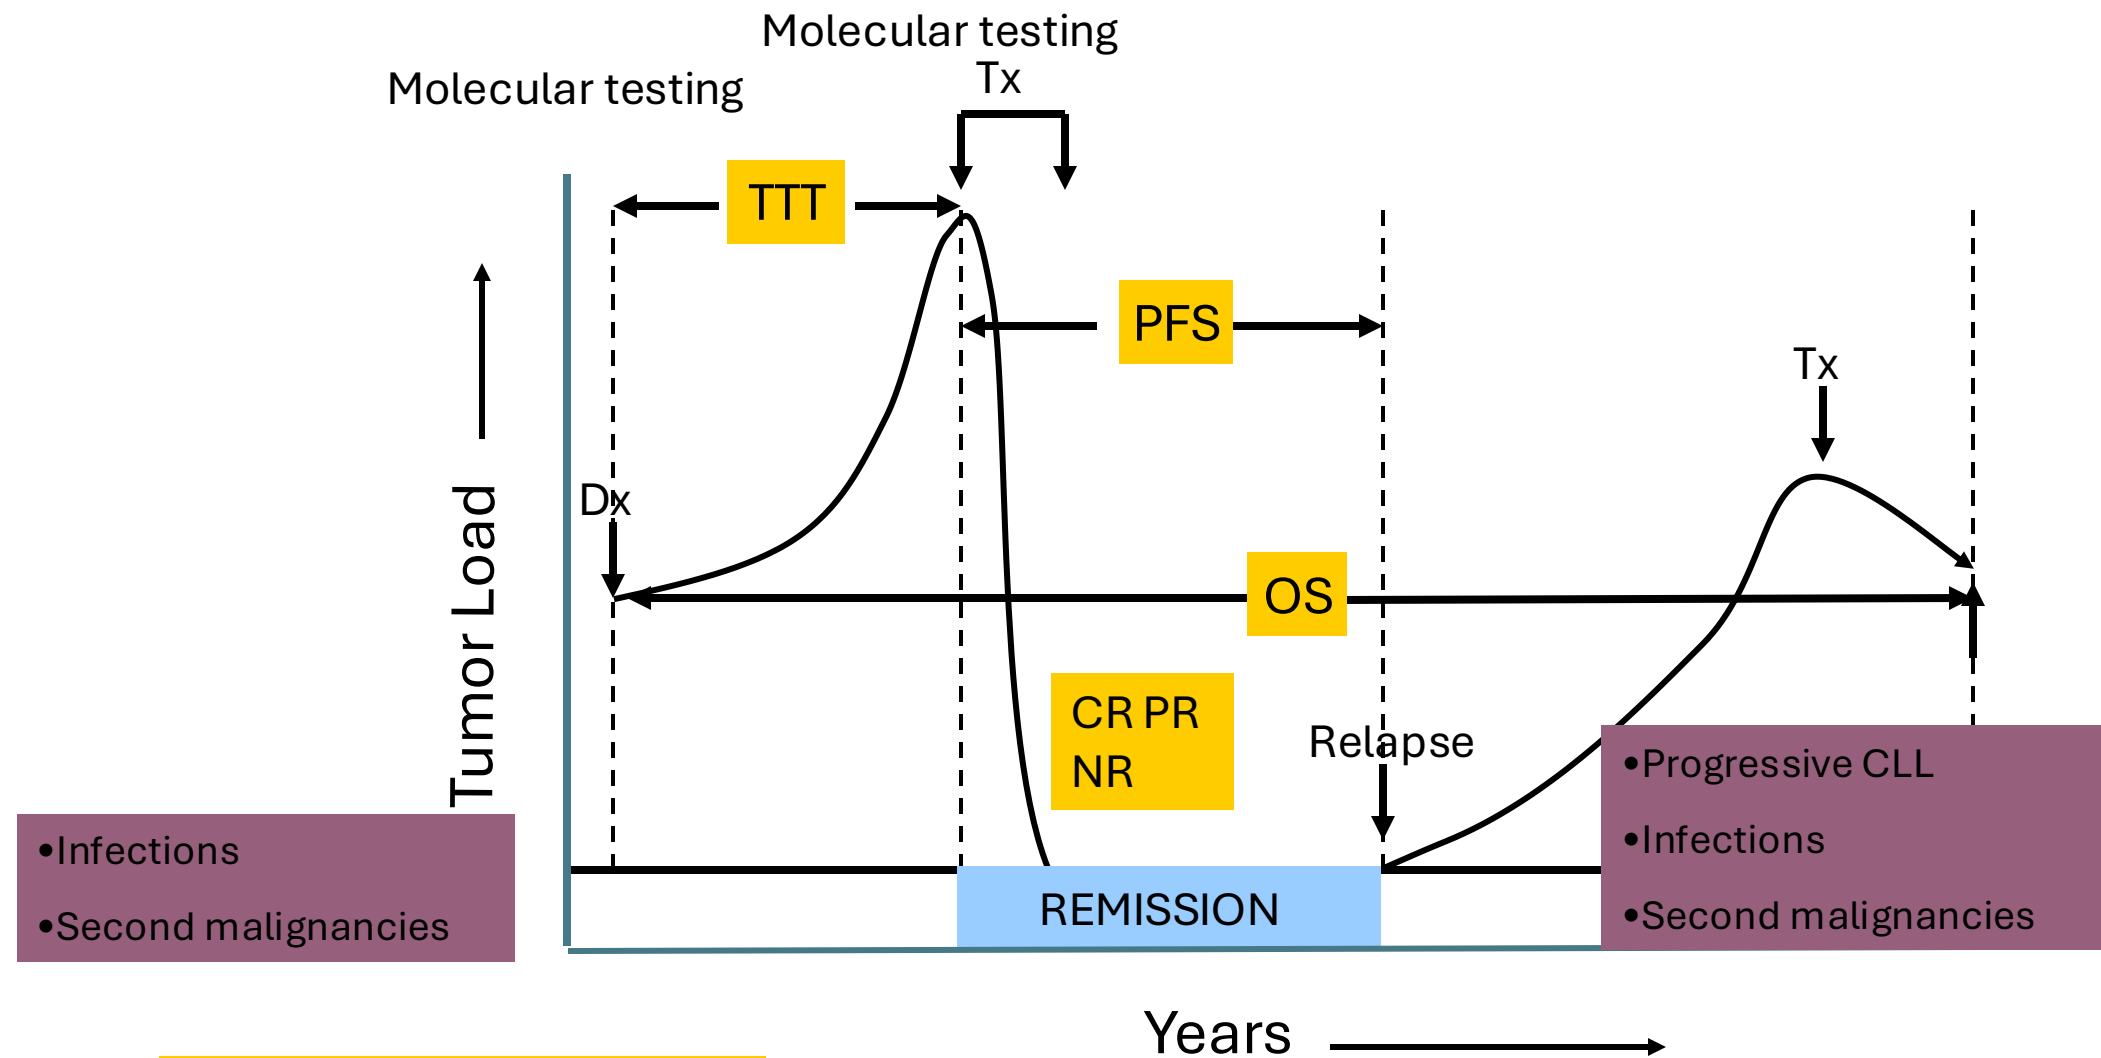 Molecular testing
Molecular testing
Tx
TTT
PFS
Tx
Dx
Tumor Load
OS
CR PR
NR
Relapse
•Progressive CLL
•Infections
•Second malignancies
•Infections
•Second malignancies
REMISSION
Years